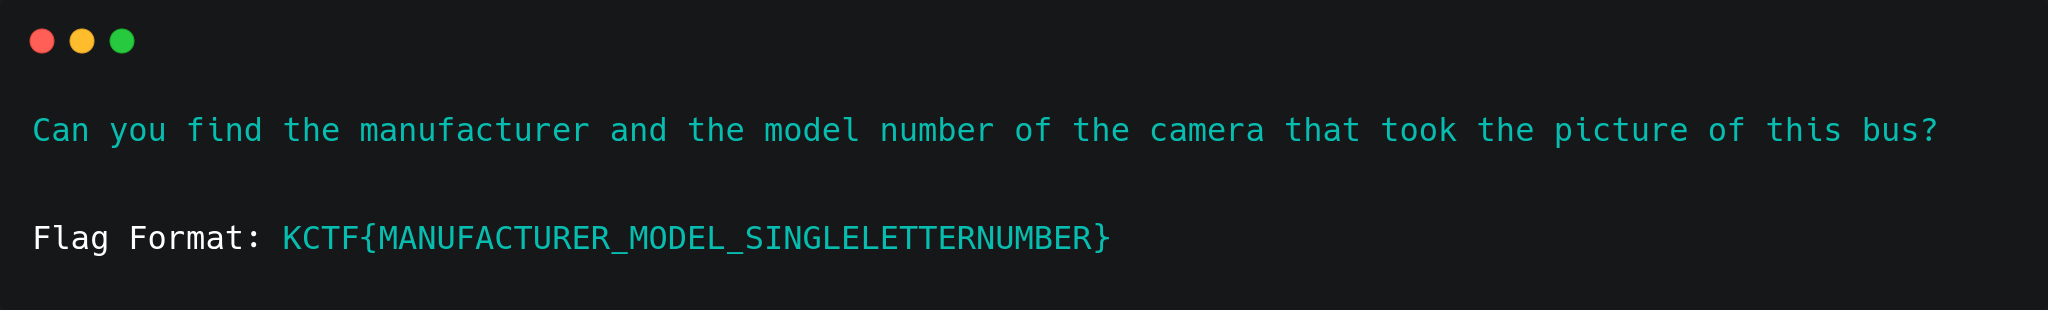 Can you find the manufacturer and the model number of the camera that took the picture of this bus?
Flag Format: KCTF{MANUFACTURER_MODEL_SINGLELETTERNUMBER}